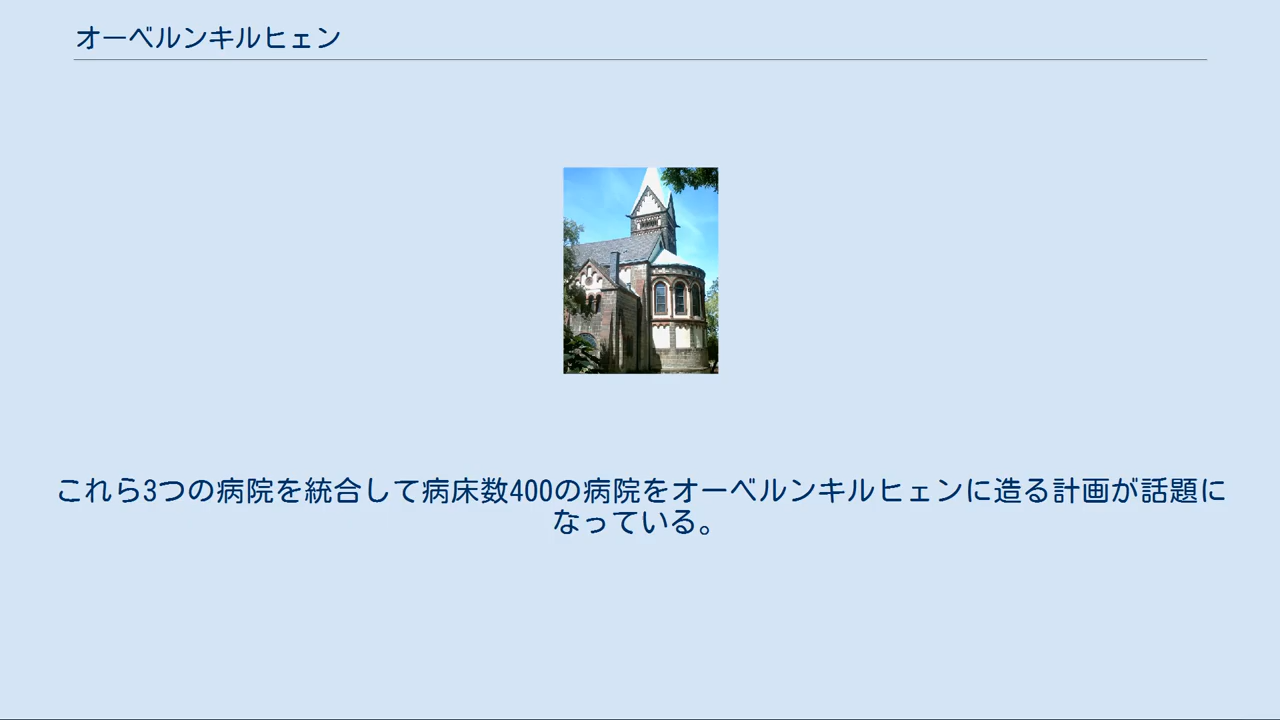 オーベルンキルヒェン
これら3つの病院を統合して病床数400の病院をオーベルンキルヒェンに造る計画が話題に
なっている。